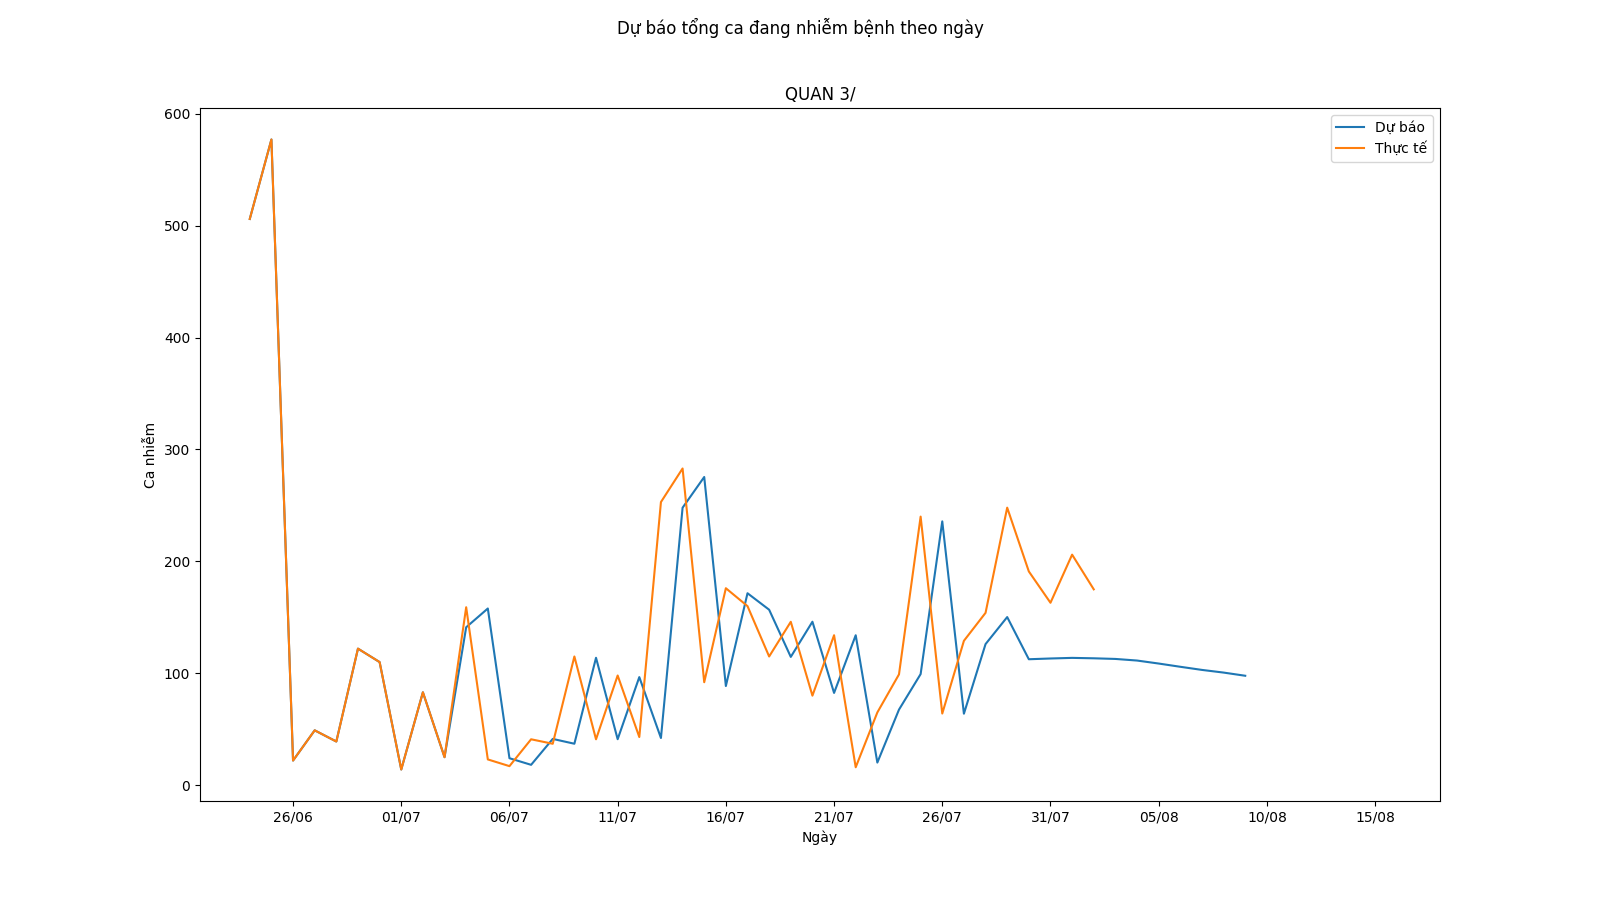 Dự báo tổng ca đang nhiễm bệnh theo ngày
QUAN 3/
Dự báo
Thực tế
600
500
400
300
200
100
0
Ca nhiễm
26/06 01/07 06/07 11/07 16/07 21/07 26/07 31/07 05/08 10/08 15/08
Ngày